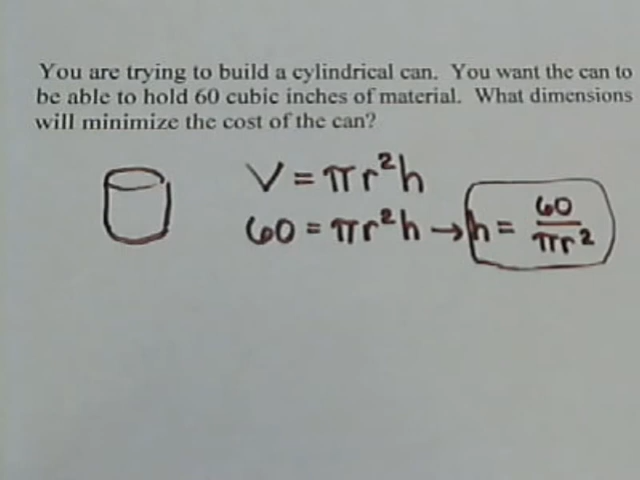 You are trying to build a cylindrical can. You want the can to
be able to hold 60 cubic inches of material. What dimensions
will minimize the cost of the can?
V = πr²h
60 = πr²h → h = 60/πr²